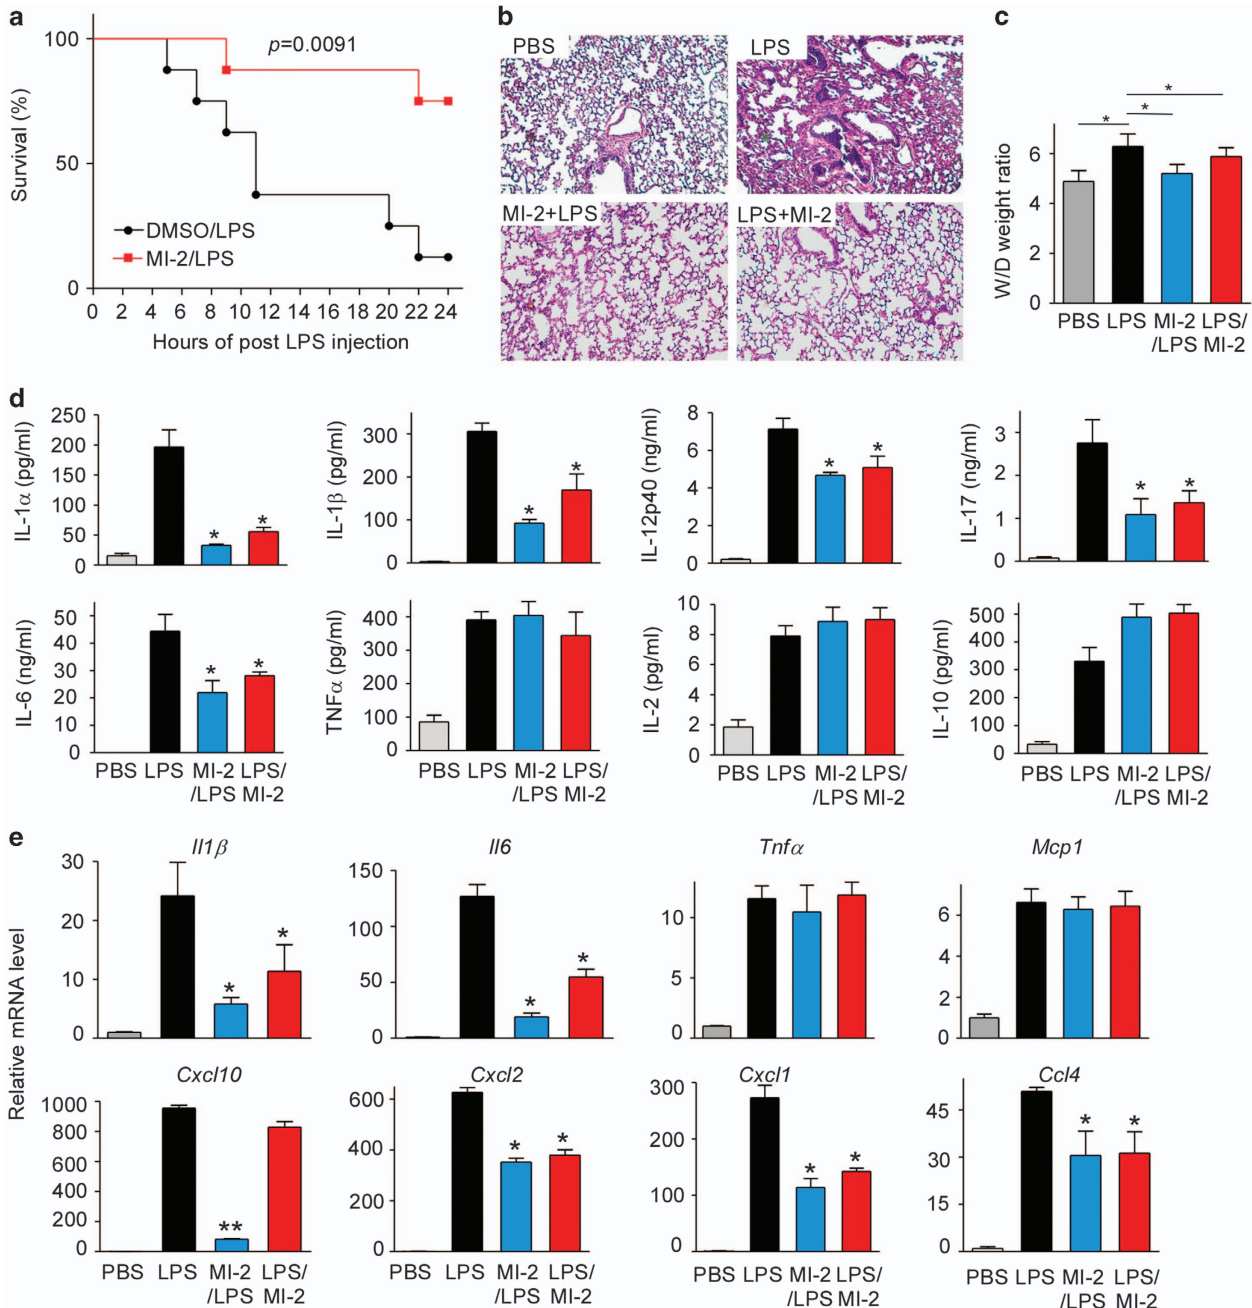 a
100
50
0
Survival (%)
p=0.0091
DMSO/LPS
MI-2/LPS
0 2 4 6 8 10 12 14 16 18 20 22 24
Hours of post LPS injection
b
PBS
LPS
MI-2+LPS
LPS+MI-2
c
* * *
W/D weight ratio
6
4
2
0
PBS LPS MI-2 LPS/
/LPS MI-2
d
IL-1α (pg/ml)
250
200
150
100
50
0
* *
IL-1β (pg/ml)
300
200
100
0
* *
IL-12p40 (ng/ml)
8
6
4
2
0
* *
IL-17 (ng/ml)
3
2
1
0
* *
IL-6 (ng/ml)
50
40
30
20
10
0
* *
PBS LPS MI-2 LPS/
/LPS MI-2
TNFα (pg/ml)
400
300
200
100
0
PBS LPS MI-2 LPS/
/LPS MI-2
IL-2 (pg/ml)
10
8
6
4
2
0
PBS LPS MI-2 LPS/
/LPS MI-2
IL-10 (pg/ml)
500
400
300
200
100
0
PBS LPS MI-2 LPS/
/LPS MI-2
e
Relative mRNA level
Il1β
30
20
10
0
* *
Il6
150
100
50
0
* *
Tnfα
10
5
0
Mcp1
6
4
2
0
Cxcl10
1000
800
600
400
200
0
**
PBS LPS MI-2 LPS/
/LPS MI-2
Cxcl2
600
400
200
0
* *
PBS LPS MI-2 LPS/
/LPS MI-2
Cxcl1
300
200
100
0
* *
PBS LPS MI-2 LPS/
/LPS MI-2
Ccl4
45
30
15
0
* *
PBS LPS MI-2 LPS/
/LPS MI-2